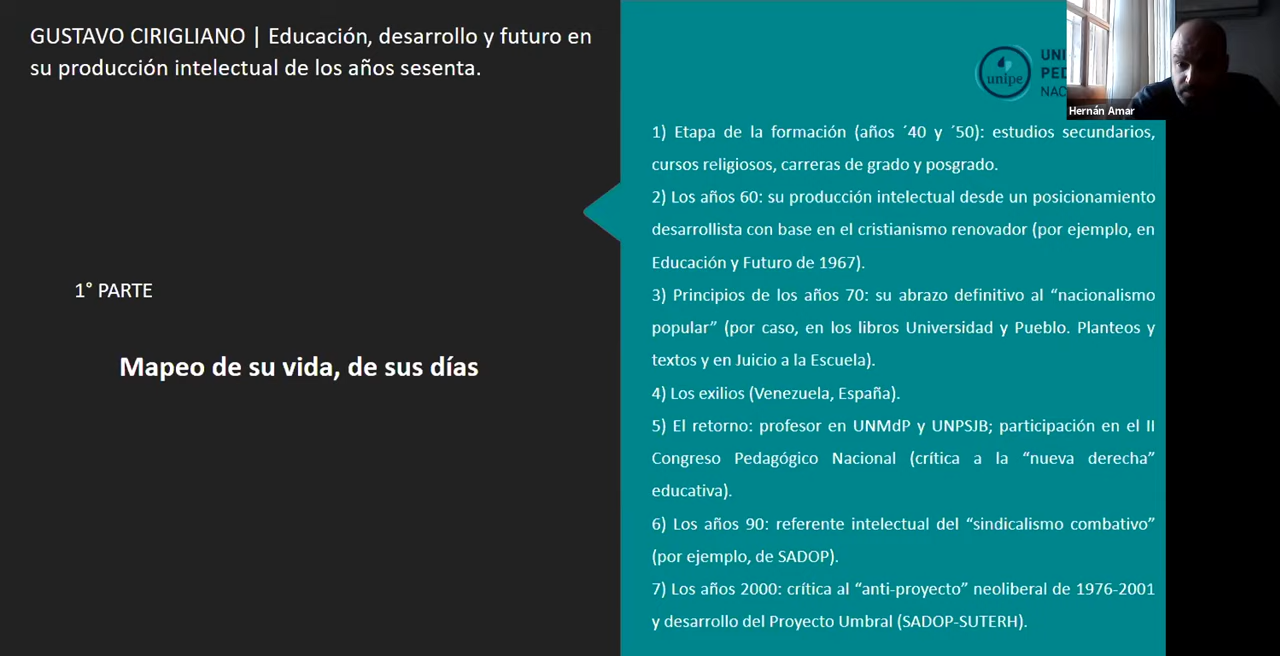 GUSTAVO CIRIGLIANO | Educación, desarrollo y futuro en
su producción intelectual de los años sesenta.
unipe
UNI
PED
NAC
Hernán Amar
1) Etapa de la formación (años ´40 y ´50): estudios secundarios,
cursos religiosos, carreras de grado y posgrado.
2) Los años 60: su producción intelectual desde un posicionamiento
desarrollista con base en el cristianismo renovador (por ejemplo, en
Educación y Futuro de 1967).
1° PARTE
3) Principios de los años 70: su abrazo definitivo al “nacionalismo
popular” (por caso, en los libros Universidad y Pueblo. Planteos y
textos y en Juicio a la Escuela).
Mapeo de su vida, de sus días
4) Los exilios (Venezuela, España).
5) El retorno: profesor en UNMdP y UNPSJB; participación en el II
Congreso Pedagógico Nacional (crítica a la “nueva derecha”
educativa).
6) Los años 90: referente intelectual del “sindicalismo combativo”
(por ejemplo, de SADOP).
7) Los años 2000: crítica al “anti-proyecto” neoliberal de 1976-2001
y desarrollo del Proyecto Umbral (SADOP-SUTERH).